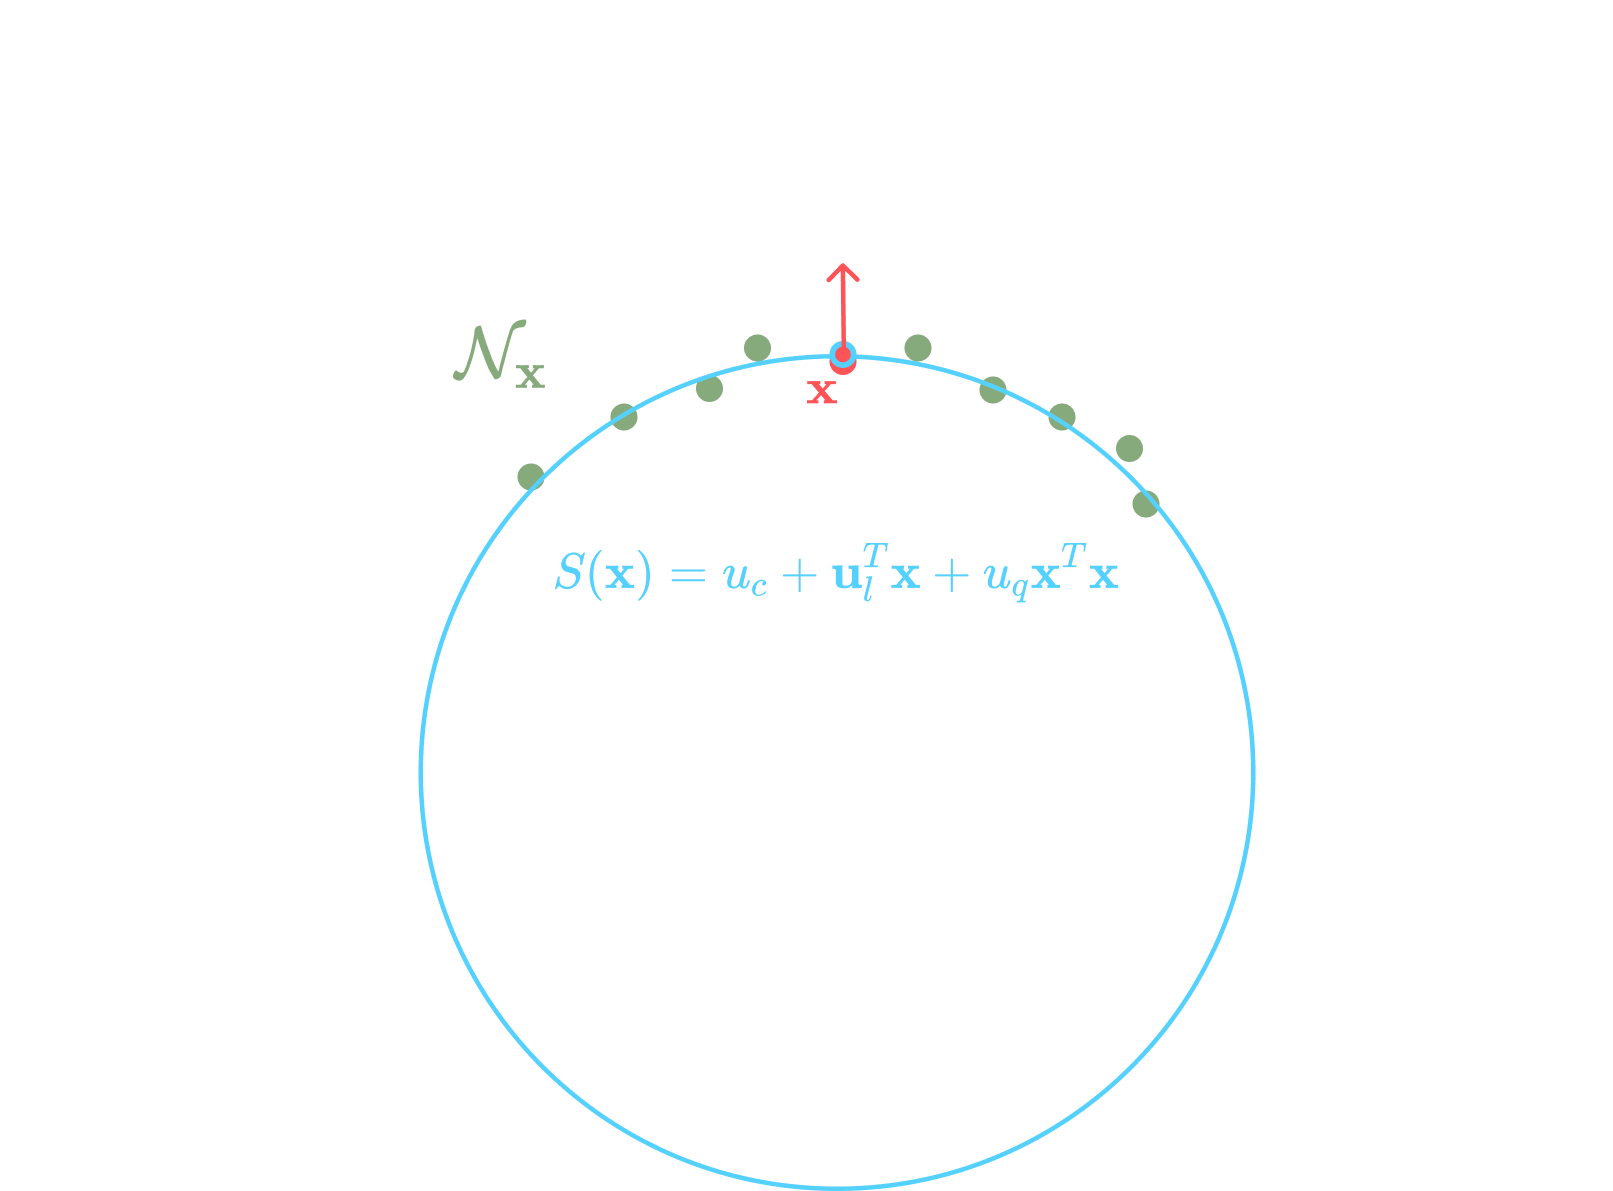 𝒩ₓ
x
S(x) = u_c + u_l^T x + u_q x^T x